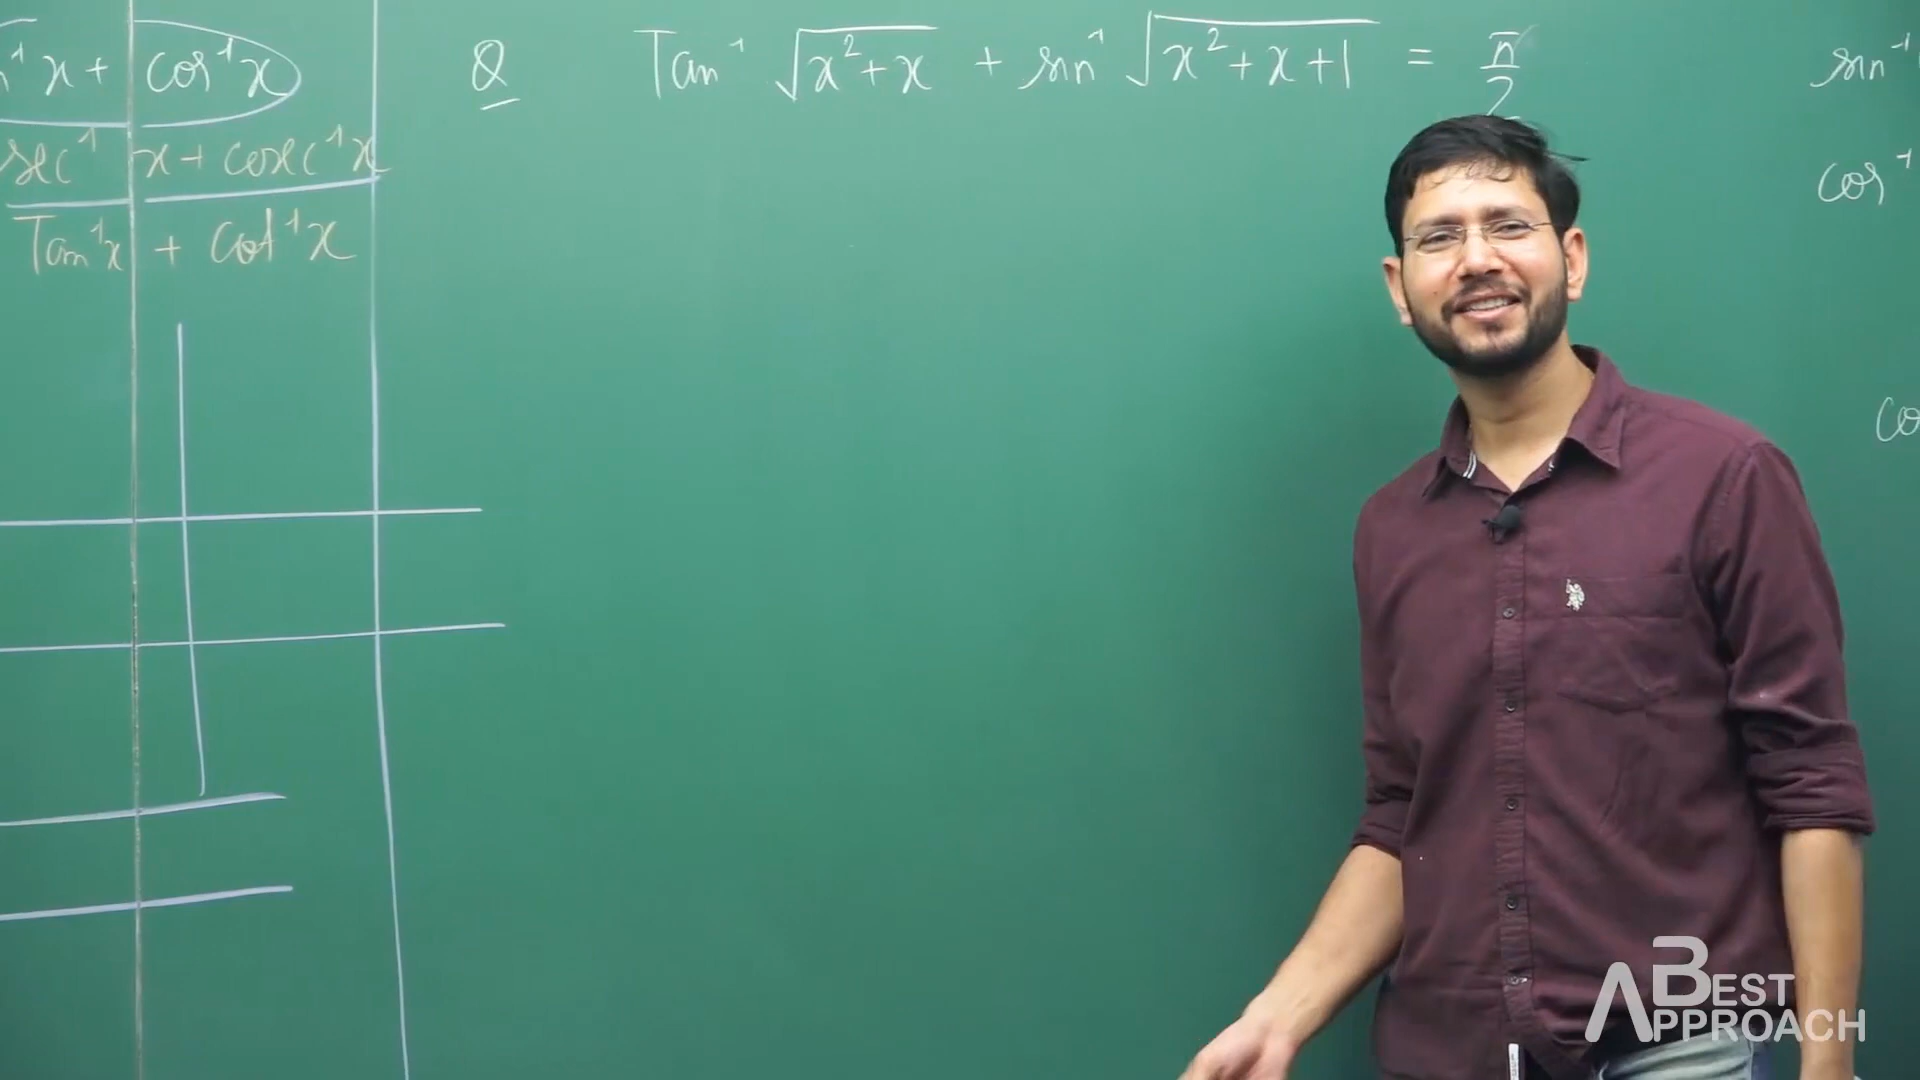 x + cos⁻¹x
sec⁻¹ x + cosec⁻¹x
Tan⁻¹x + cot⁻¹x
Q Tan⁻¹ √(x²+x) + sin⁻¹ √(x²+x+1) = π/2
sin⁻¹
cos⁻¹
co
BEST
APPROACH